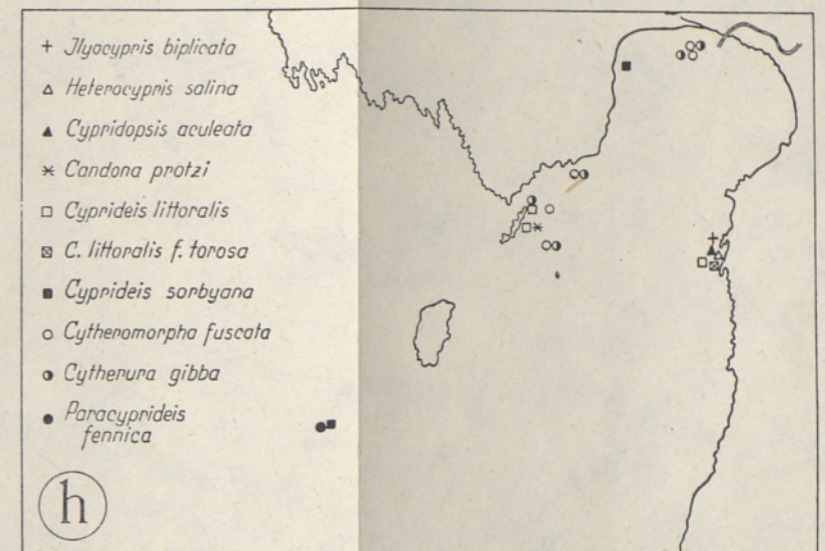 Jlyocypris biplicata
Heterocypris salina
Cypridopsis aculeata
Candona protzi
Cyprideis littoralis
C. littoralis f. torosa
Cyprideis sorbyana
Cytheromorpha fuscata
Cytherura gibba
Paracyprideis
fennica
h